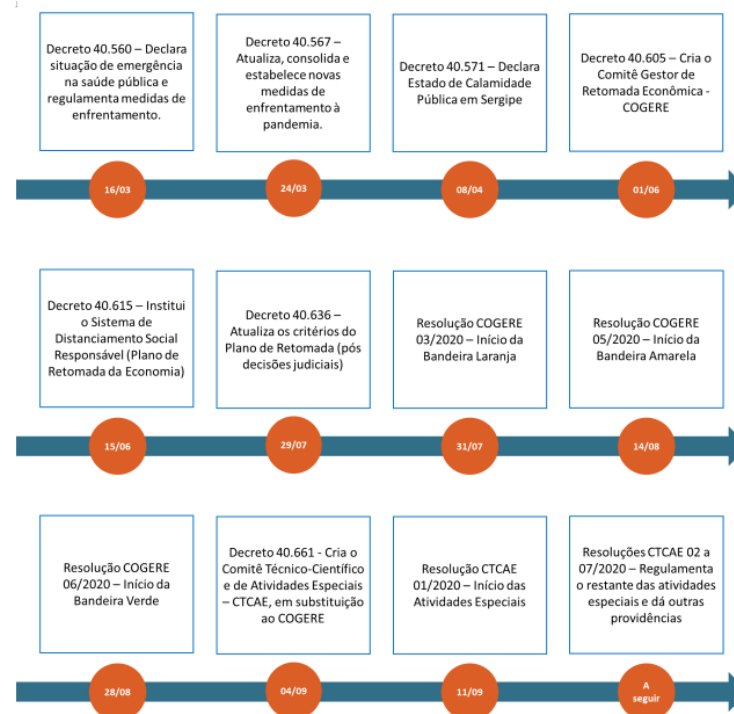 Decreto 40.560 – Declara
situação de emergência
na saúde pública e
regulamenta medidas de
enfrentamento.
Decreto 40.567 –
Atualiza, consolida e
estabelece novas
medidas de
enfrentamento à
pandemia.
Decreto 40.571 – Declara
Estado de Calamidade
Pública em Sergipe
Decreto 40.605 – Cria o
Comitê Gestor de
Retomada Econômica -
COGERE
16/03
24/03
08/04
01/06
Decreto 40.615 – Institui
o Sistema de
Distanciamento Social
Responsável (Plano de
Retomada da Economia)
Decreto 40.636 –
Atualiza os critérios do
Plano de Retomada (pós
decisões judiciais)
Resolução COGERE
03/2020 – Início da
Bandeira Laranja
Resolução COGERE
05/2020 – Início da
Bandeira Amarela
15/06
29/07
31/07
14/08
Resolução COGERE
06/2020 – Início da
Bandeira Verde
Decreto 40.661 - Cria o
Comitê Técnico-Científico
e de Atividades Especiais
– CTCAE, em substituição
ao COGERE
Resolução CTCAE
01/2020 – Início das
Atividades Especiais
Resoluções CTCAE 02 a
07/2020 – Regulamenta
o restante das atividades
especiais e dá outras
providências
28/08
04/09
11/09
A
seguir